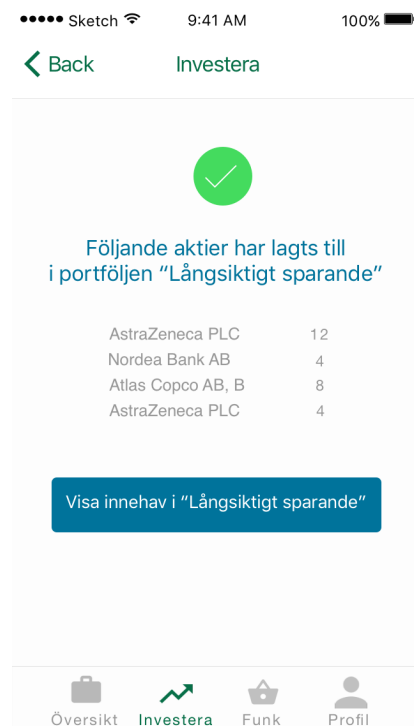 Sketch 9:41 AM 100%
Back Investera
Följande aktier har lagts till
i portföljen “Långsiktigt sparande”
AstraZeneca PLC 12
Nordea Bank AB 4
Atlas Copco AB, B 8
AstraZeneca PLC 4
Visa innehav i “Långsiktigt sparande”
Översikt Investera Funk Profil